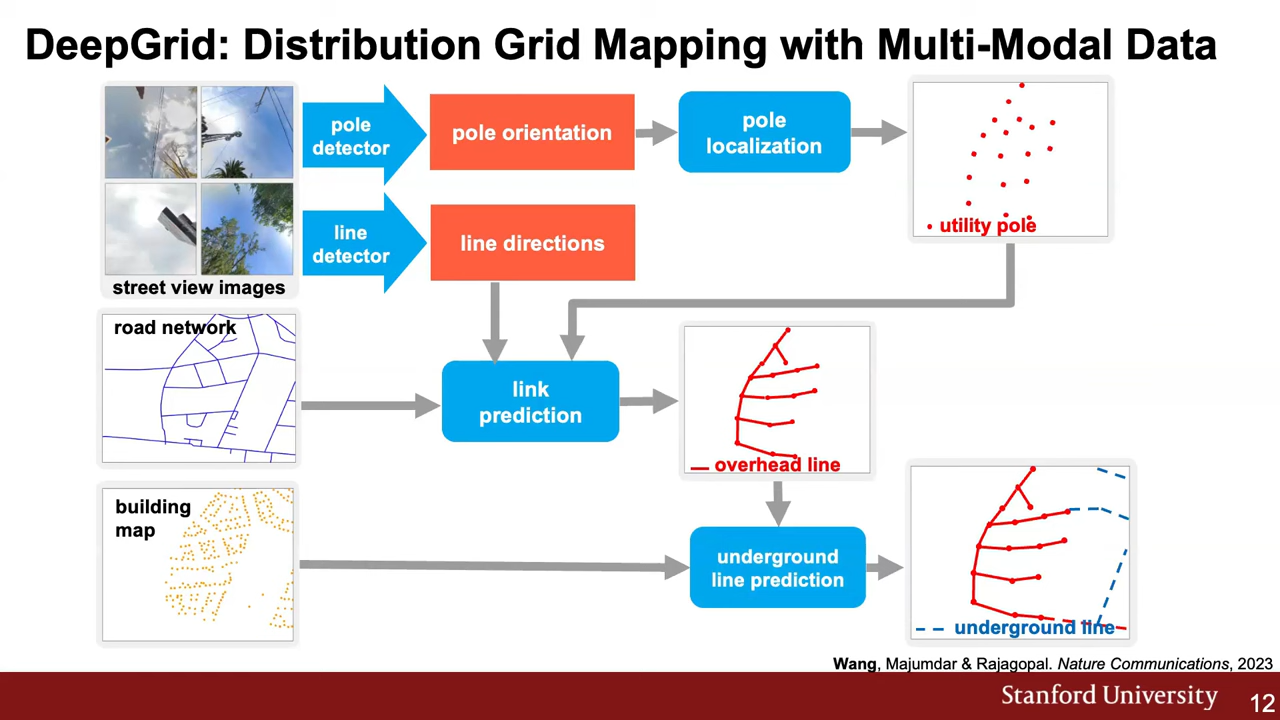 DeepGrid: Distribution Grid Mapping with Multi-Modal Data
pole
detector
pole orientation
pole
localization
utility pole
line
detector
line directions
street view images
road network
link
prediction
overhead line
building
map
underground
line prediction
underground line
Wang, Majumdar & Rajagopal. Nature Communications, 2023
Stanford University
12